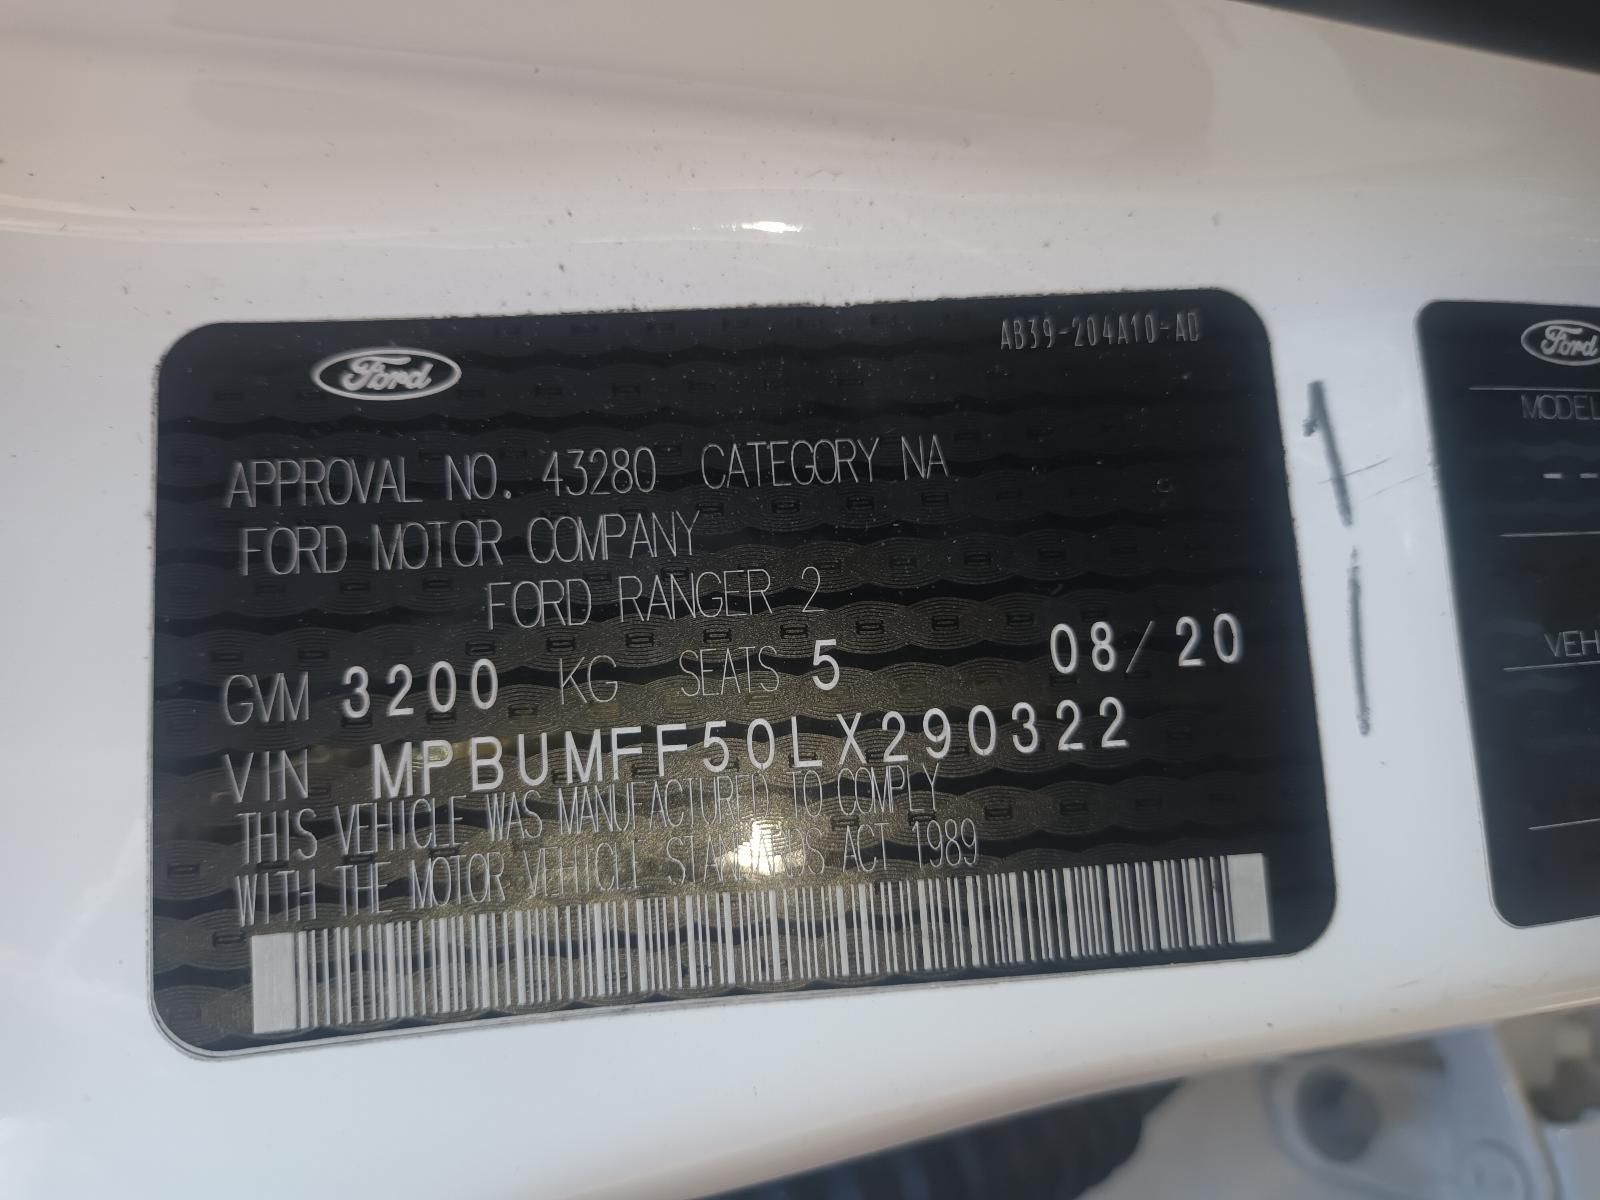 Ford
AB39-204A10-AD
APPROVAL NO. 43280 CATEGORY NA
FORD MOTOR COMPANY
FORD RANGER 2
GVM 3200 KG SEATS 5 08/20
VIN MPBUMFF50LX290322
THIS VEHICLE WAS MANUFACTURED TO COMPLY
WITH THE MOTOR VEHICLE STANDARDS ACT 1989
1
Ford
MODEL
--
VEH